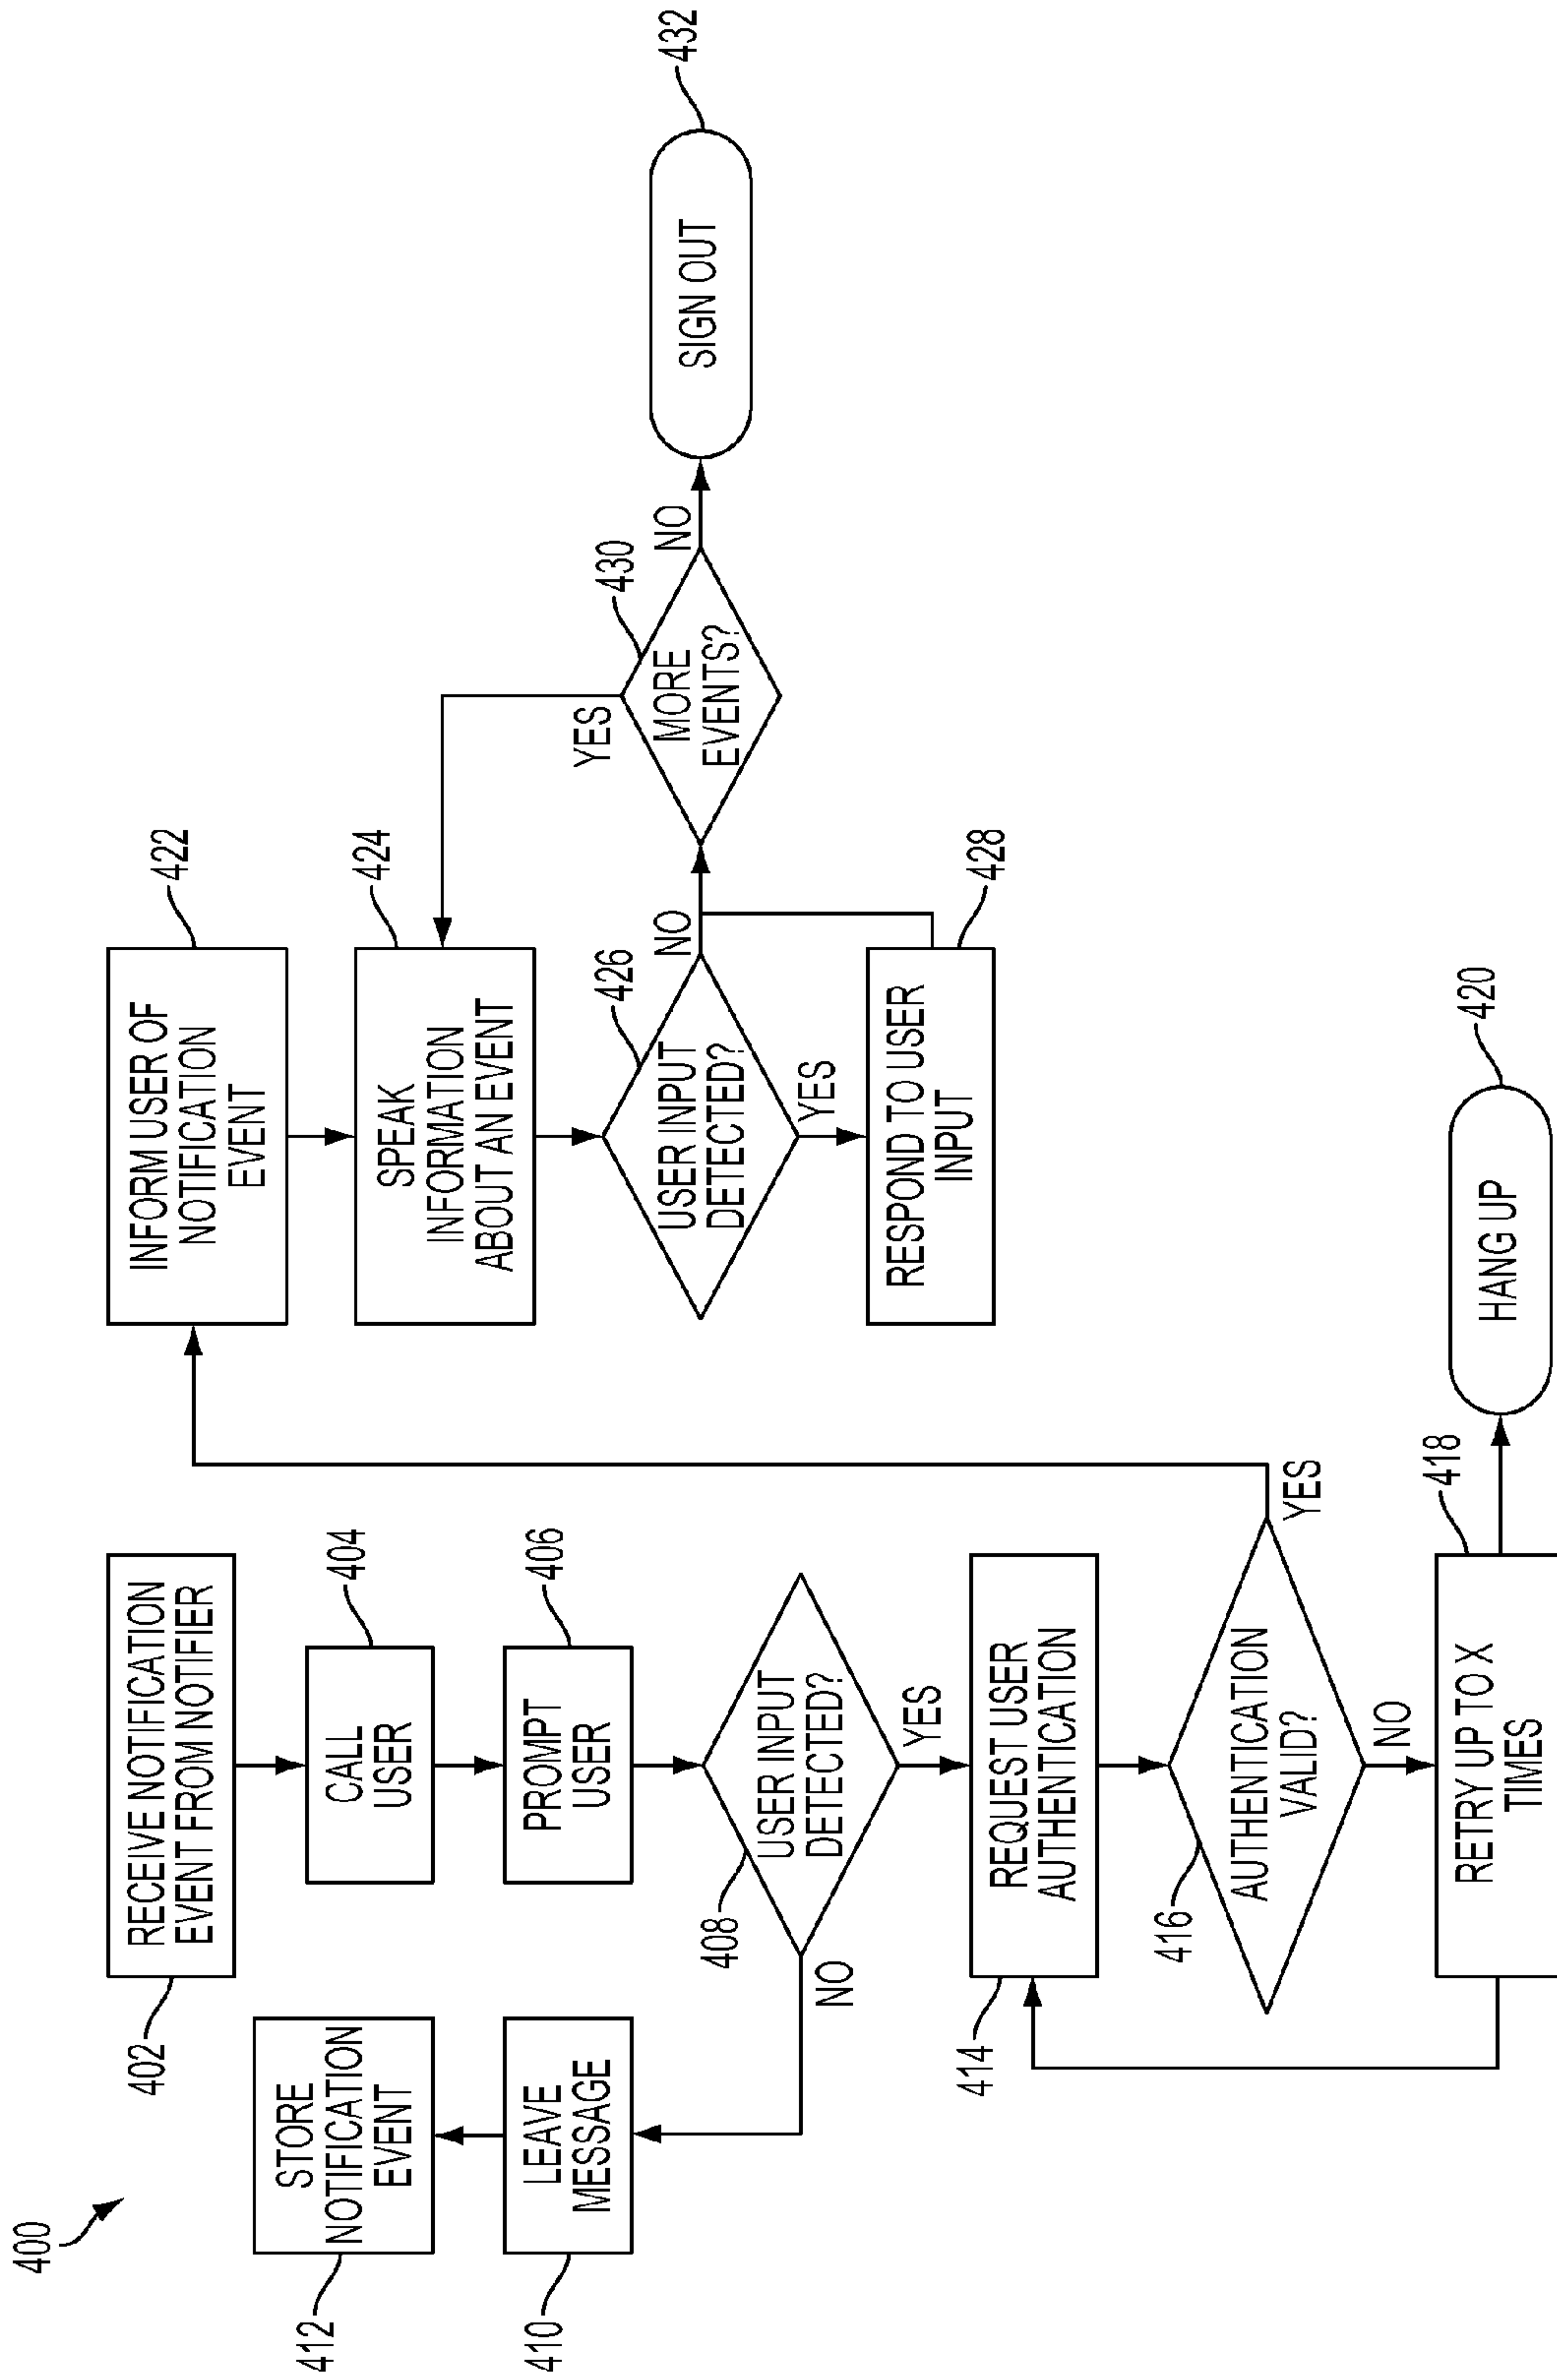 400
402
RECEIVE NOTIFICATION
EVENT FROM NOTIFIER
404
CALL
USER
406
PROMPT
USER
408
USER INPUT
DETECTED?
NO
YES
410
LEAVE
MESSAGE
412
STORE
NOTIFICATION
EVENT
414
REQUEST USER
AUTHENTICATION
416
AUTHENTICATION
VALID?
YES
NO
418
RETRY UP TO X
TIMES
420
HANG UP
422
INFORM USER OF
NOTIFICATION
EVENT
424
SPEAK
INFORMATION
ABOUT AN EVENT
426
USER INPUT
DETECTED?
NO
YES
428
RESPOND TO USER
INPUT
430
MORE
EVENTS?
YES
NO
432
SIGN OUT